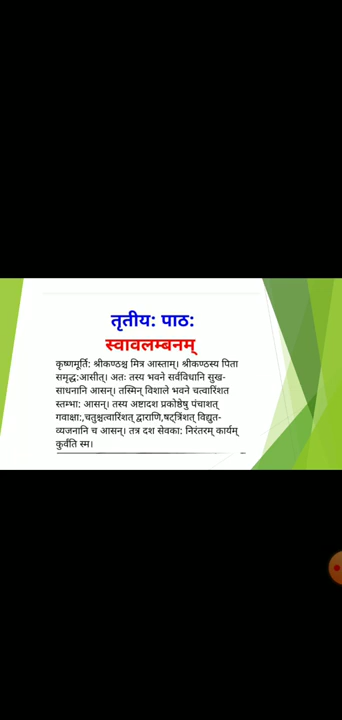 तृतीय: पाठ:
स्वावलम्बनम्
कृष्णमूर्ति: श्रीकण्ठश्च मित्र आस्ताम्। श्रीकण्ठस्य पिता
समृद्ध:आसीत्। अतः तस्य भवने सर्वविधानि सुख-
साधनानि आसन्। तस्मिन् विशाले भवने चत्वारिंशत
स्तम्भा: आसन्। तस्य अष्टादश प्रकोष्ठेषु पंचाशत्
गवाक्षा:,चतुश्चत्वारिंशत् द्वाराणि,षट्त्रिंशत् विद्युत-
व्यजनानि च आसन्। तत्र दश सेवका: निरंतरम् कार्यम्
कुर्वंति स्म।